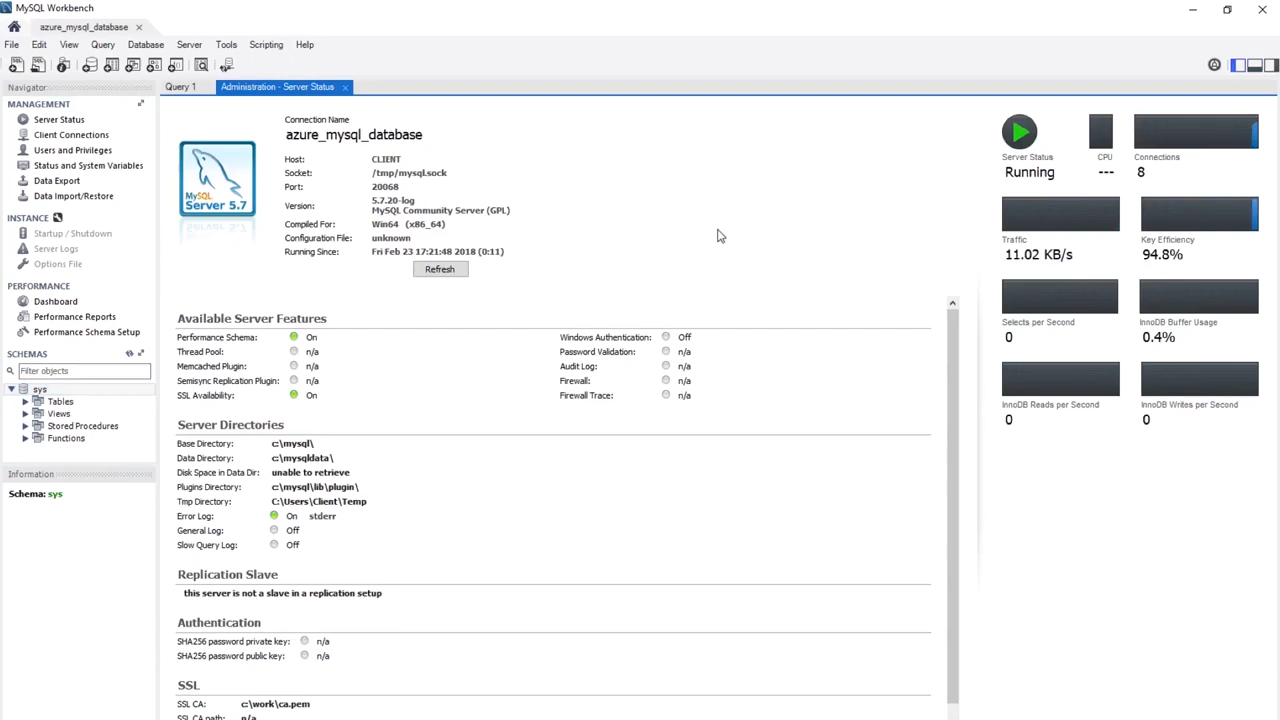 MySQL Workbench
azure_mysql_database
File Edit View Query Database Server Tools Scripting Help
Navigator
MANAGEMENT
Server Status
Client Connections
Users and Privileges
Status and System Variables
Data Export
Data Import/Restore
INSTANCE
Startup / Shutdown
Server Logs
Options File
PERFORMANCE
Dashboard
Performance Reports
Performance Schema Setup
SCHEMAS
Filter objects
sys
Tables
Views
Stored Procedures
Functions
Information
Schema: sys
Query 1
Administration - Server Status
Connection Name
azure_mysql_database
MySQL
Server 5.7
Host: CLIENT
Socket: /tmp/mysql.sock
Port: 20068
Version: 5.7.20-log
MySQL Community Server (GPL)
Compiled For: Win64 (x86_64)
Configuration File: unknown
Running Since: Fri Feb 23 17:21:48 2018 (0:11)
Refresh
Available Server Features
Performance Schema: On
Thread Pool: n/a
Memcached Plugin: n/a
Semisync Replication Plugin: n/a
SSL Availability: On
Windows Authentication: Off
Password Validation: n/a
Audit Log: n/a
Firewall: n/a
Firewall Trace: n/a
Server Directories
Base Directory: c:\mysql\
Data Directory: c:\mysqldata\
Disk Space in Data Dir: unable to retrieve
Plugins Directory: c:\mysql\lib\plugin\
Tmp Directory: C:\Users\Client\Temp
Error Log: On stderr
General Log: Off
Slow Query Log: Off
Replication Slave
this server is not a slave in a replication setup
Authentication
SHA256 password private key: n/a
SHA256 password public key: n/a
SSL
SSL CA: c:\work\ca.pem
SSL CA path: n/a
Server Status
Running
CPU
---
Connections
8
Traffic
11.02 KB/s
Key Efficiency
94.8%
Selects per Second
0
InnoDB Buffer Usage
0.4%
InnoDB Reads per Second
0
InnoDB Writes per Second
0